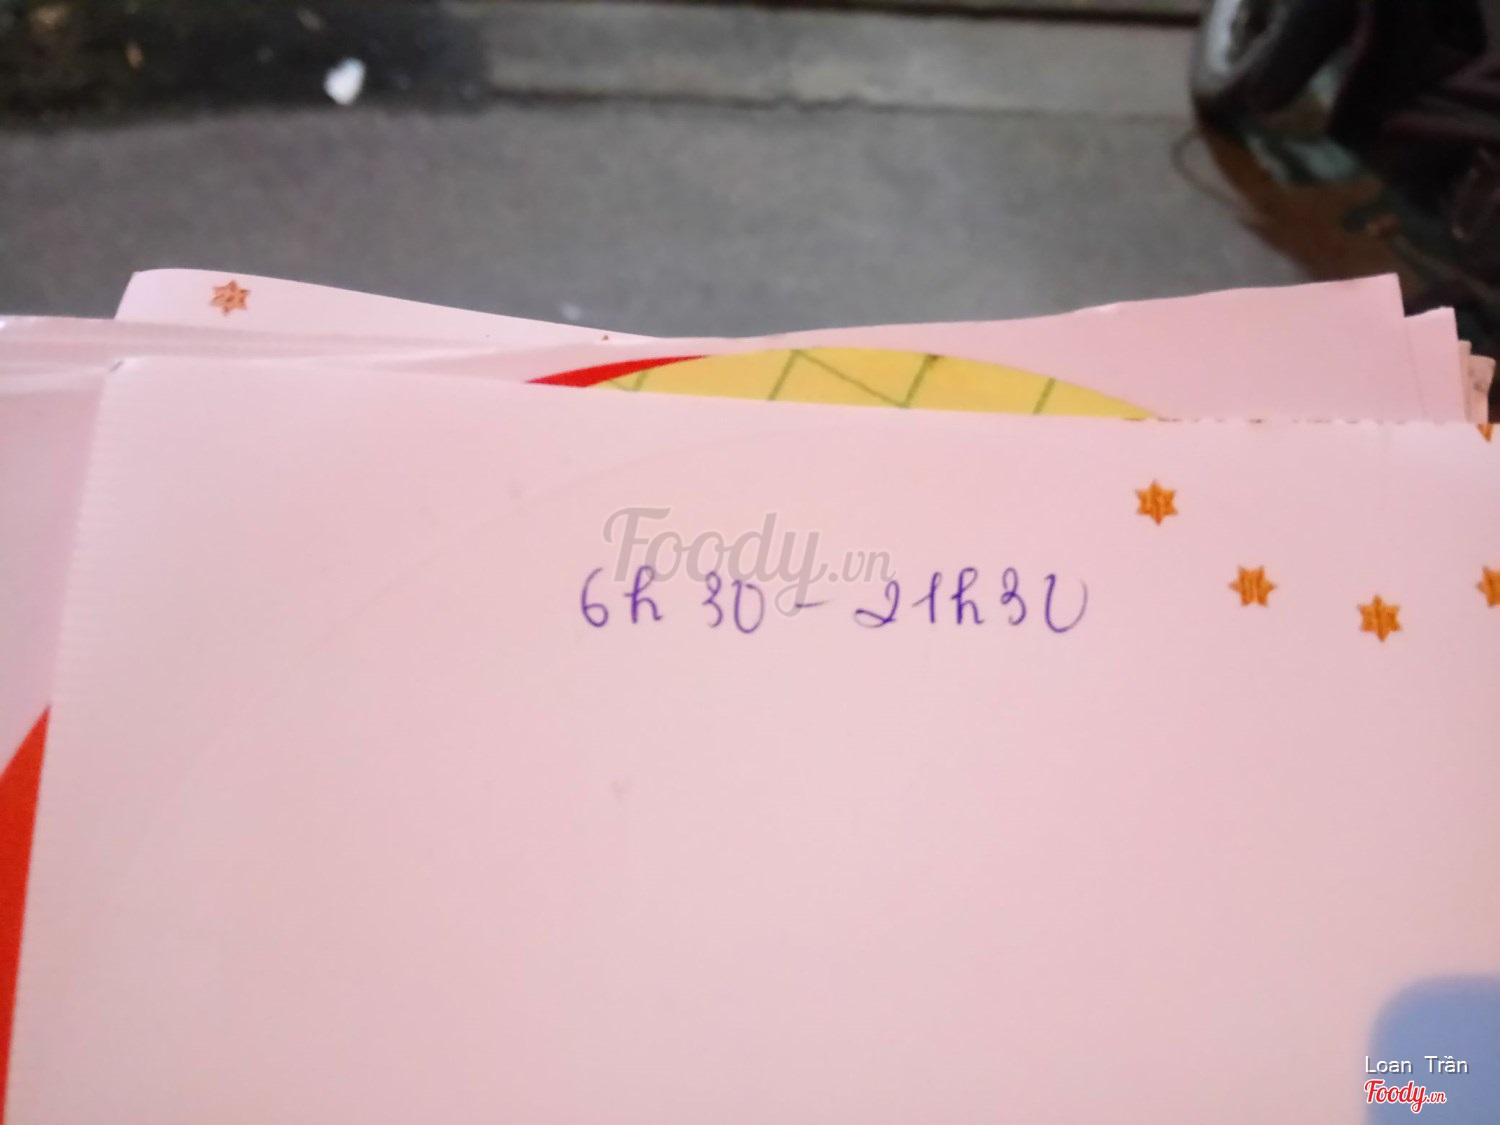 Foody.vn
6h30 - 21h30
Loan Trần
Foody.vn